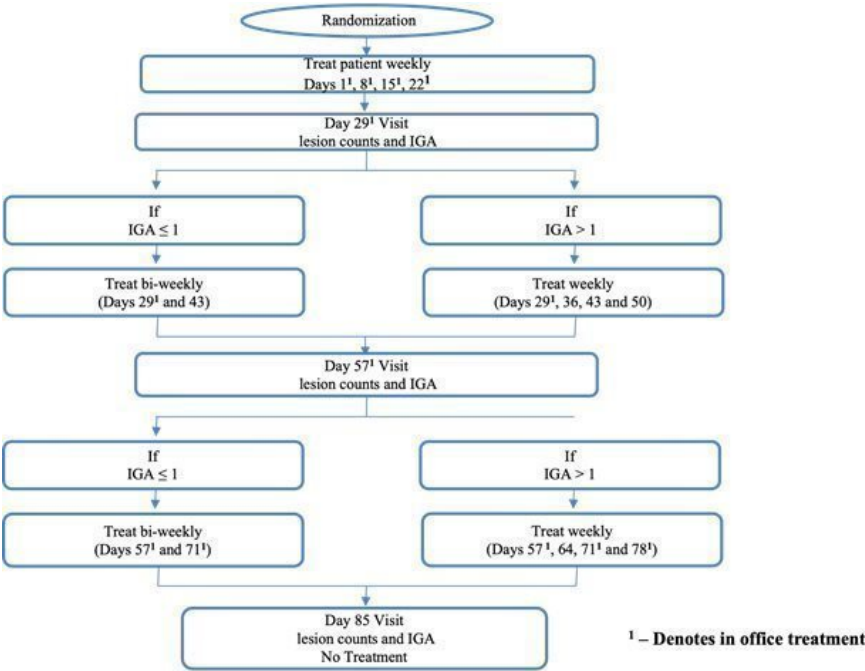 Randomization
Treat patient weekly
Days 1¹, 8¹, 15¹, 22¹
Day 29¹ Visit
lesion counts and IGA
If
IGA ≤ 1
If
IGA > 1
Treat bi-weekly
(Days 29¹ and 43)
Treat weekly
(Days 29¹, 36, 43 and 50)
Day 57¹ Visit
lesion counts and IGA
If
IGA ≤ 1
If
IGA > 1
Treat bi-weekly
(Days 57¹ and 71¹)
Treat weekly
(Days 57¹, 64, 71¹ and 78¹)
Day 85 Visit
lesion counts and IGA
No Treatment
¹ – Denotes in office treatment